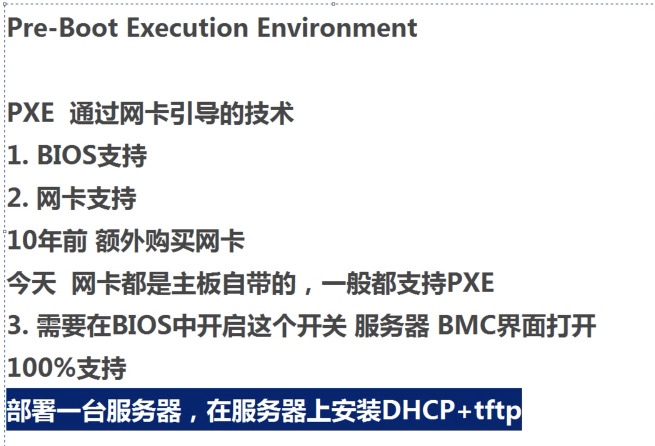 Pre-Boot Execution Environment
PXE  通过网卡引导的技术
1. BIOS支持
2. 网卡支持
10年前 额外购买网卡
今天  网卡都是主板自带的，一般都支持PXE
3. 需要在BIOS中开启这个开关 服务器 BMC界面打开
100%支持
部署一台服务器，在服务器上安装DHCP+tftp